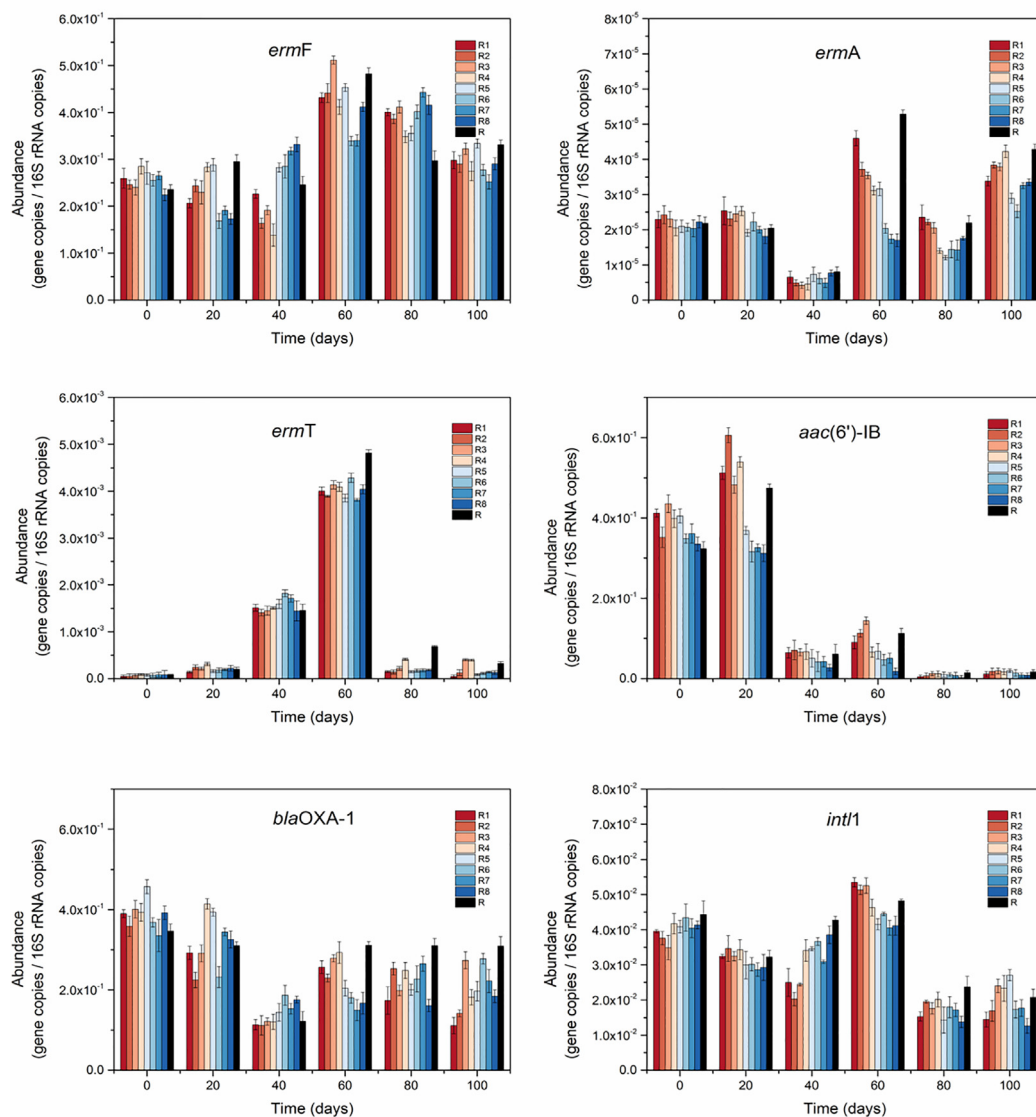 ermF
6.0x10⁻¹
5.0x10⁻¹
4.0x10⁻¹
3.0x10⁻¹
2.0x10⁻¹
1.0x10⁻¹
0.0
Abundance
(gene copies / 16S rRNA copies)
R1
R2
R3
R4
R5
R6
R7
R8
R
0 20 40 60 80 100
Time (days)
ermA
8x10⁻⁵
7x10⁻⁵
6x10⁻⁵
5x10⁻⁵
4x10⁻⁵
3x10⁻⁵
2x10⁻⁵
1x10⁻⁵
0
Abundance
(gene copies / 16S rRNA copies)
R1
R2
R3
R4
R5
R6
R7
R8
R
0 20 40 60 80 100
Time (days)
ermT
6.0x10⁻³
5.0x10⁻³
4.0x10⁻³
3.0x10⁻³
2.0x10⁻³
1.0x10⁻³
0.0
Abundance
(gene copies / 16S rRNA copies)
R1
R2
R3
R4
R5
R6
R7
R8
R
0 20 40 60 80 100
Time (days)
aac(6')-IB
6.0x10⁻¹
4.0x10⁻¹
2.0x10⁻¹
0.0
Abundance
(gene copies / 16S rRNA copies)
R1
R2
R3
R4
R5
R6
R7
R8
R
0 20 40 60 80 100
Time (days)
blaOXA-1
6.0x10⁻¹
4.0x10⁻¹
2.0x10⁻¹
0.0
Abundance
(gene copies / 16S rRNA copies)
R1
R2
R3
R4
R5
R6
R7
R8
R
0 20 40 60 80 100
Time (days)
intI1
8.0x10⁻²
7.0x10⁻²
6.0x10⁻²
5.0x10⁻²
4.0x10⁻²
3.0x10⁻²
2.0x10⁻²
1.0x10⁻²
0.0
Abundance
(gene copies / 16S rRNA copies)
R1
R2
R3
R4
R5
R6
R7
R8
R
0 20 40 60 80 100
Time (days)